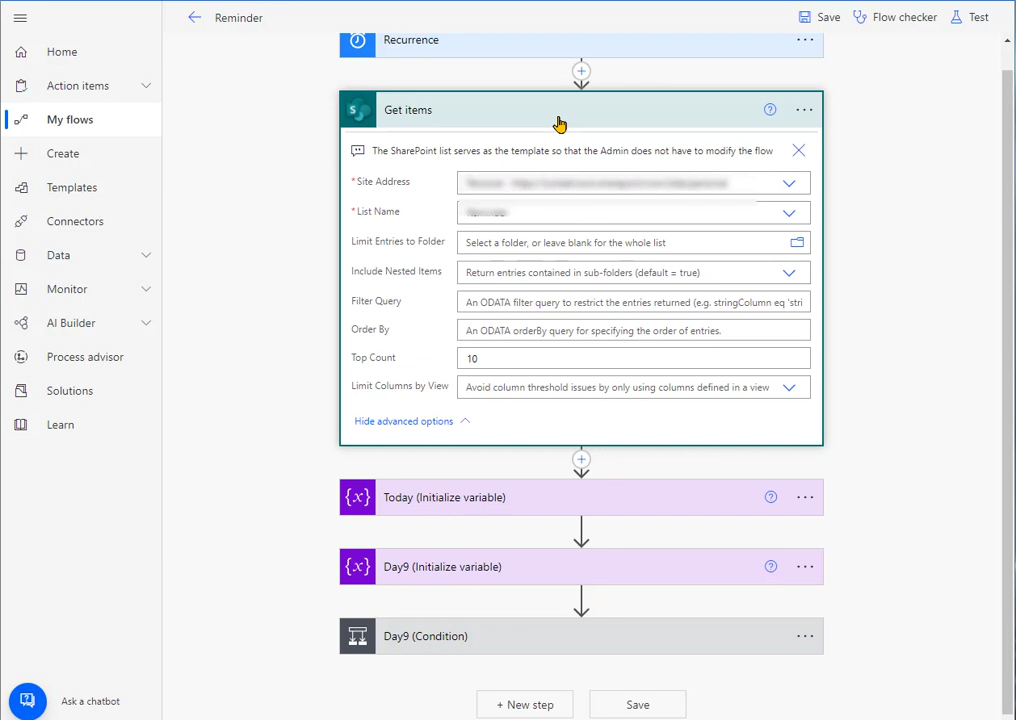 Reminder
Save
Flow checker
Test
Home
Action items
My flows
Create
Templates
Connectors
Data
Monitor
AI Builder
Process advisor
Solutions
Learn
Ask a chatbot
Recurrence
Get items
The SharePoint list serves as the template so that the Admin does not have to modify the flow
* Site Address
* List Name
Limit Entries to Folder
Select a folder, or leave blank for the whole list
Include Nested Items
Return entries contained in sub-folders (default = true)
Filter Query
An ODATA filter query to restrict the entries returned (e.g. stringColumn eq 'stri
Order By
An ODATA orderBy query for specifying the order of entries.
Top Count
10
Limit Columns by View
Avoid column threshold issues by only using columns defined in a view
Hide advanced options
{x} Today (Initialize variable)
{x} Day9 (Initialize variable)
Day9 (Condition)
+ New step
Save